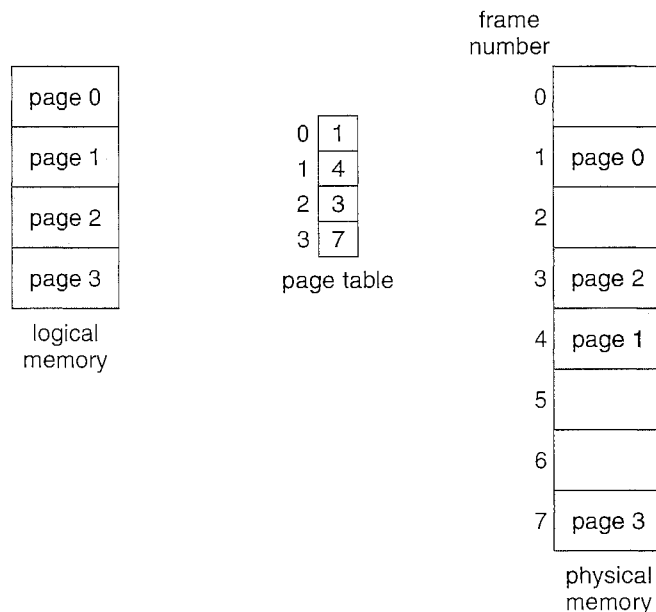 page 0
page 1
page 2
page 3
logical
memory
0 1
1 4
2 3
3 7
page table
frame
number
0
1 page 0
2
3 page 2
4 page 1
5
6
7 page 3
physical
memory